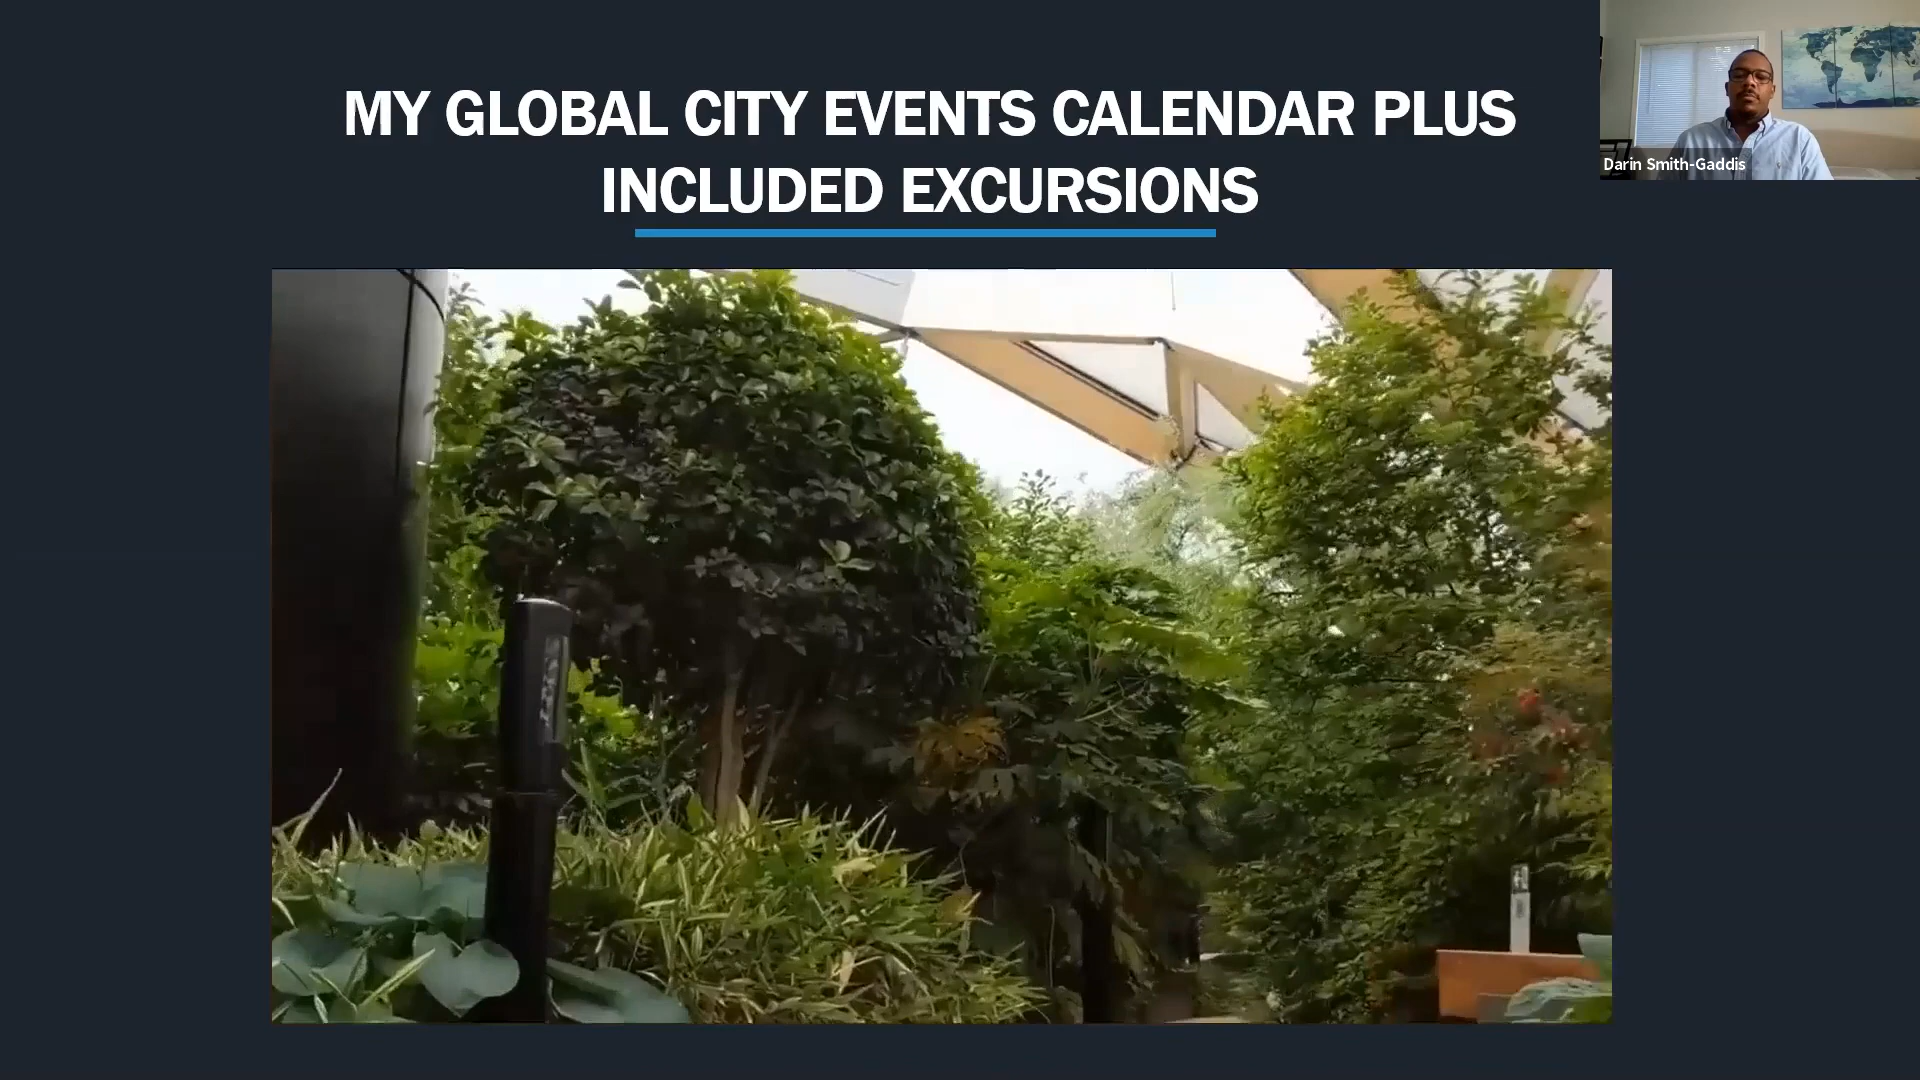 MY GLOBAL CITY EVENTS CALENDAR PLUS
INCLUDED EXCURSIONS
Darin Smith-Gaddis